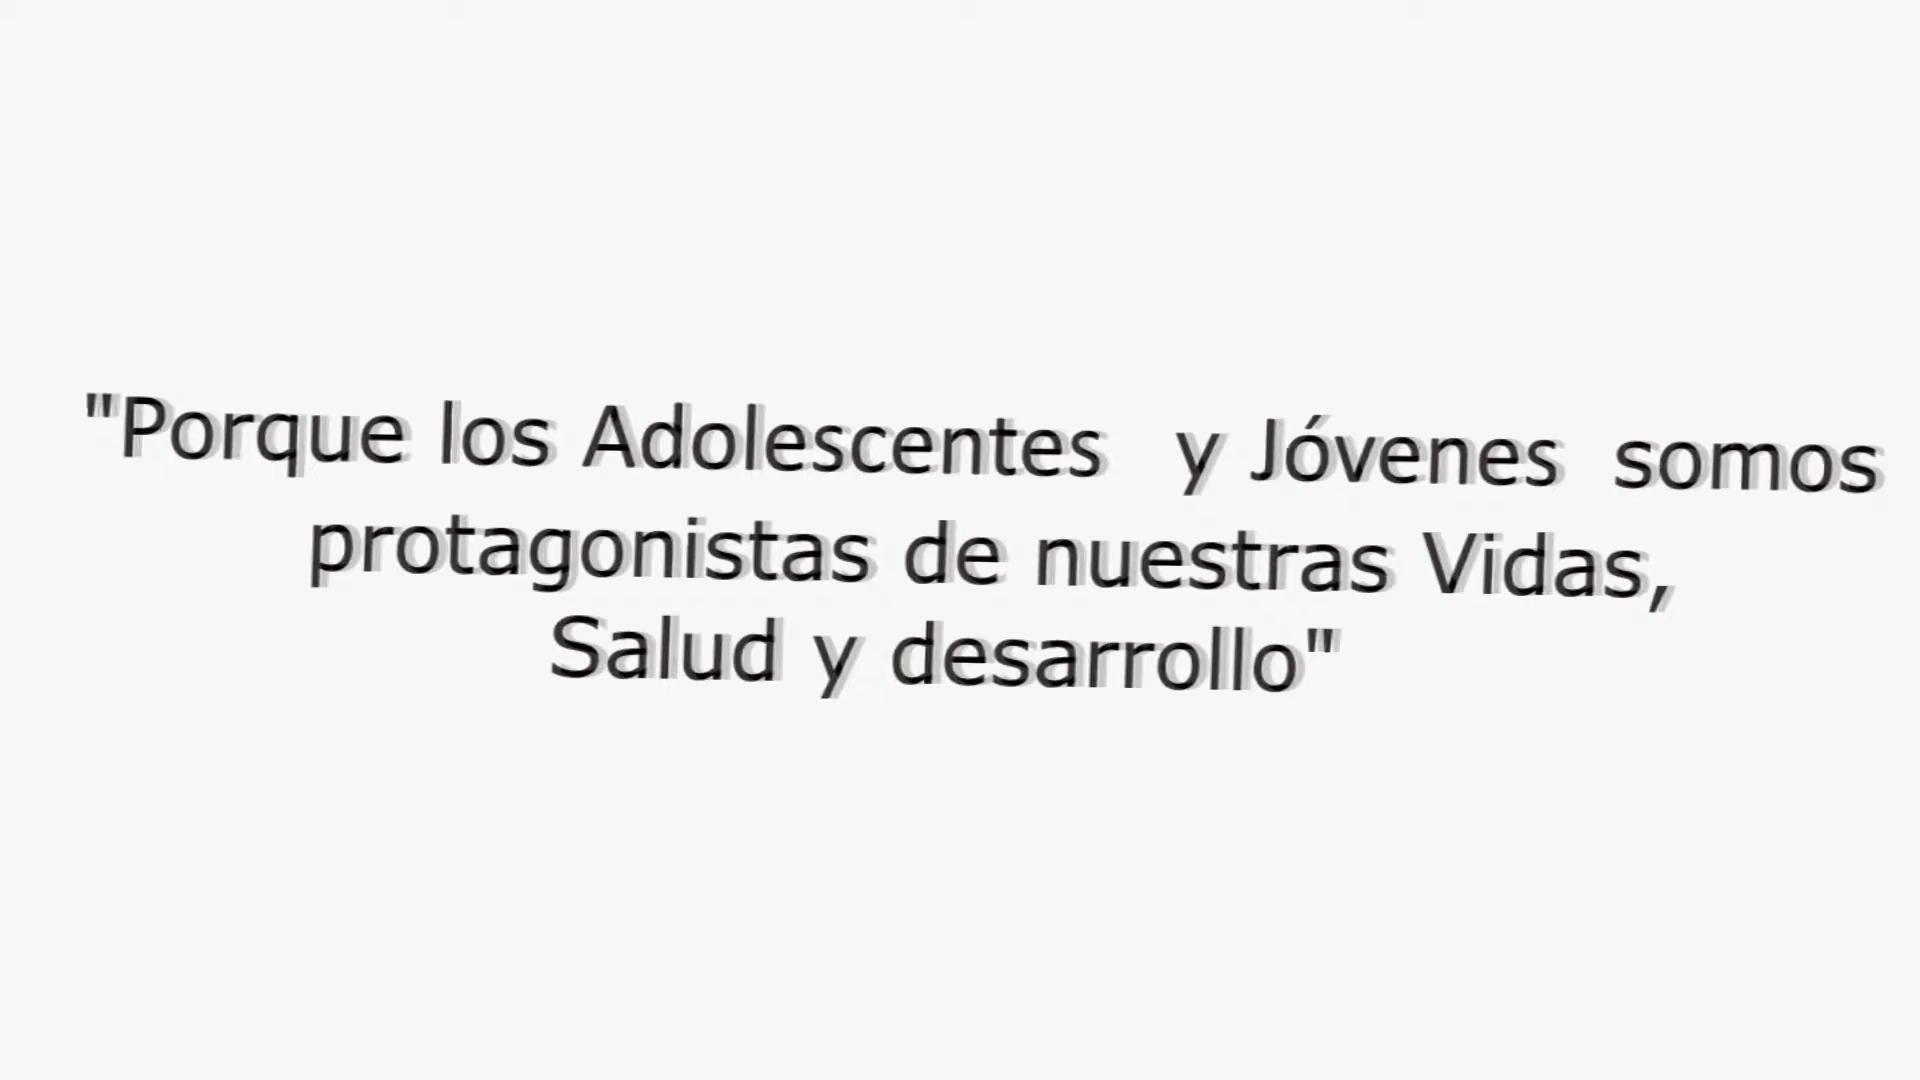 "Porque los Adolescentes y Jóvenes somos
protagonistas de nuestras Vidas,
Salud y desarrollo"